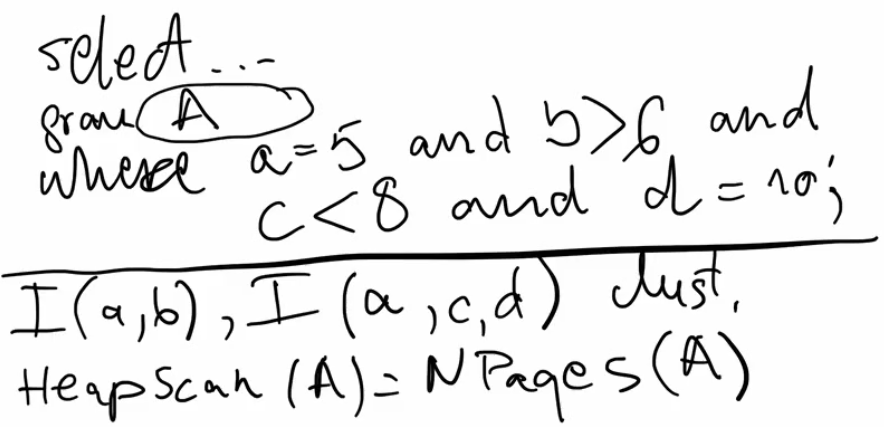 select...
from A
where a=5 and b>6 and
c<8 and d=10;
I(a,b), I(a,c,d) clust.
HeapScan(A)=NPages(A)